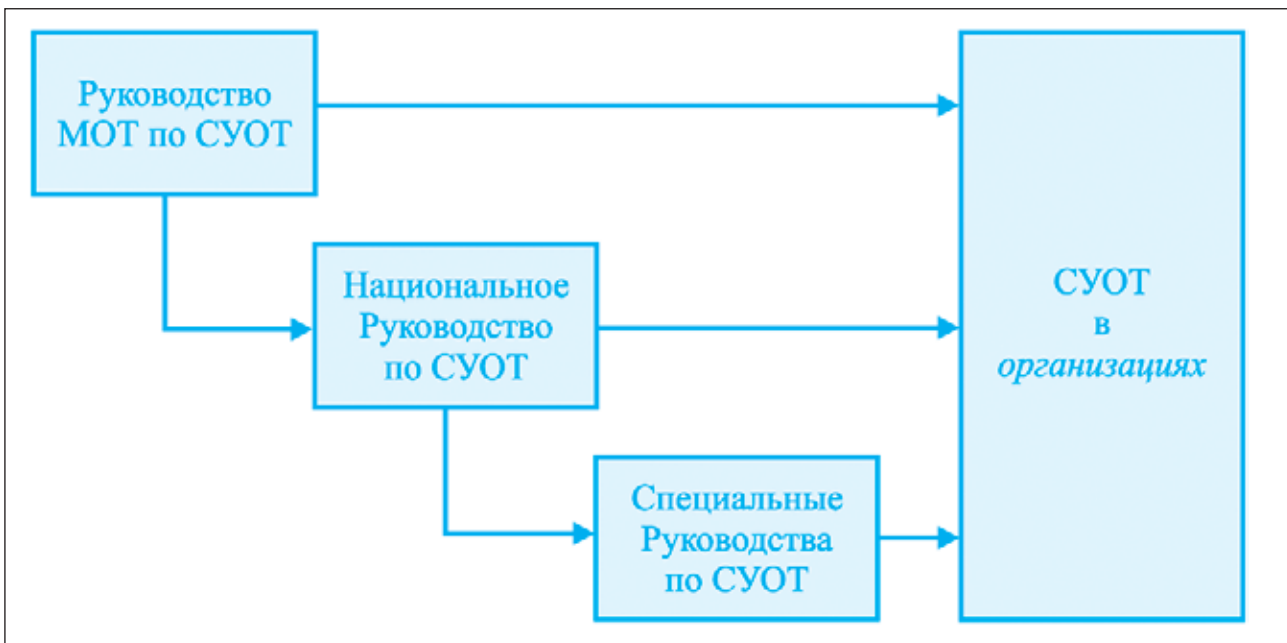 Руководство
МОТ по СУОТ
Национальное
Руководство
по СУОТ
Специальные
Руководства
по СУОТ
СУОТ
в
организациях